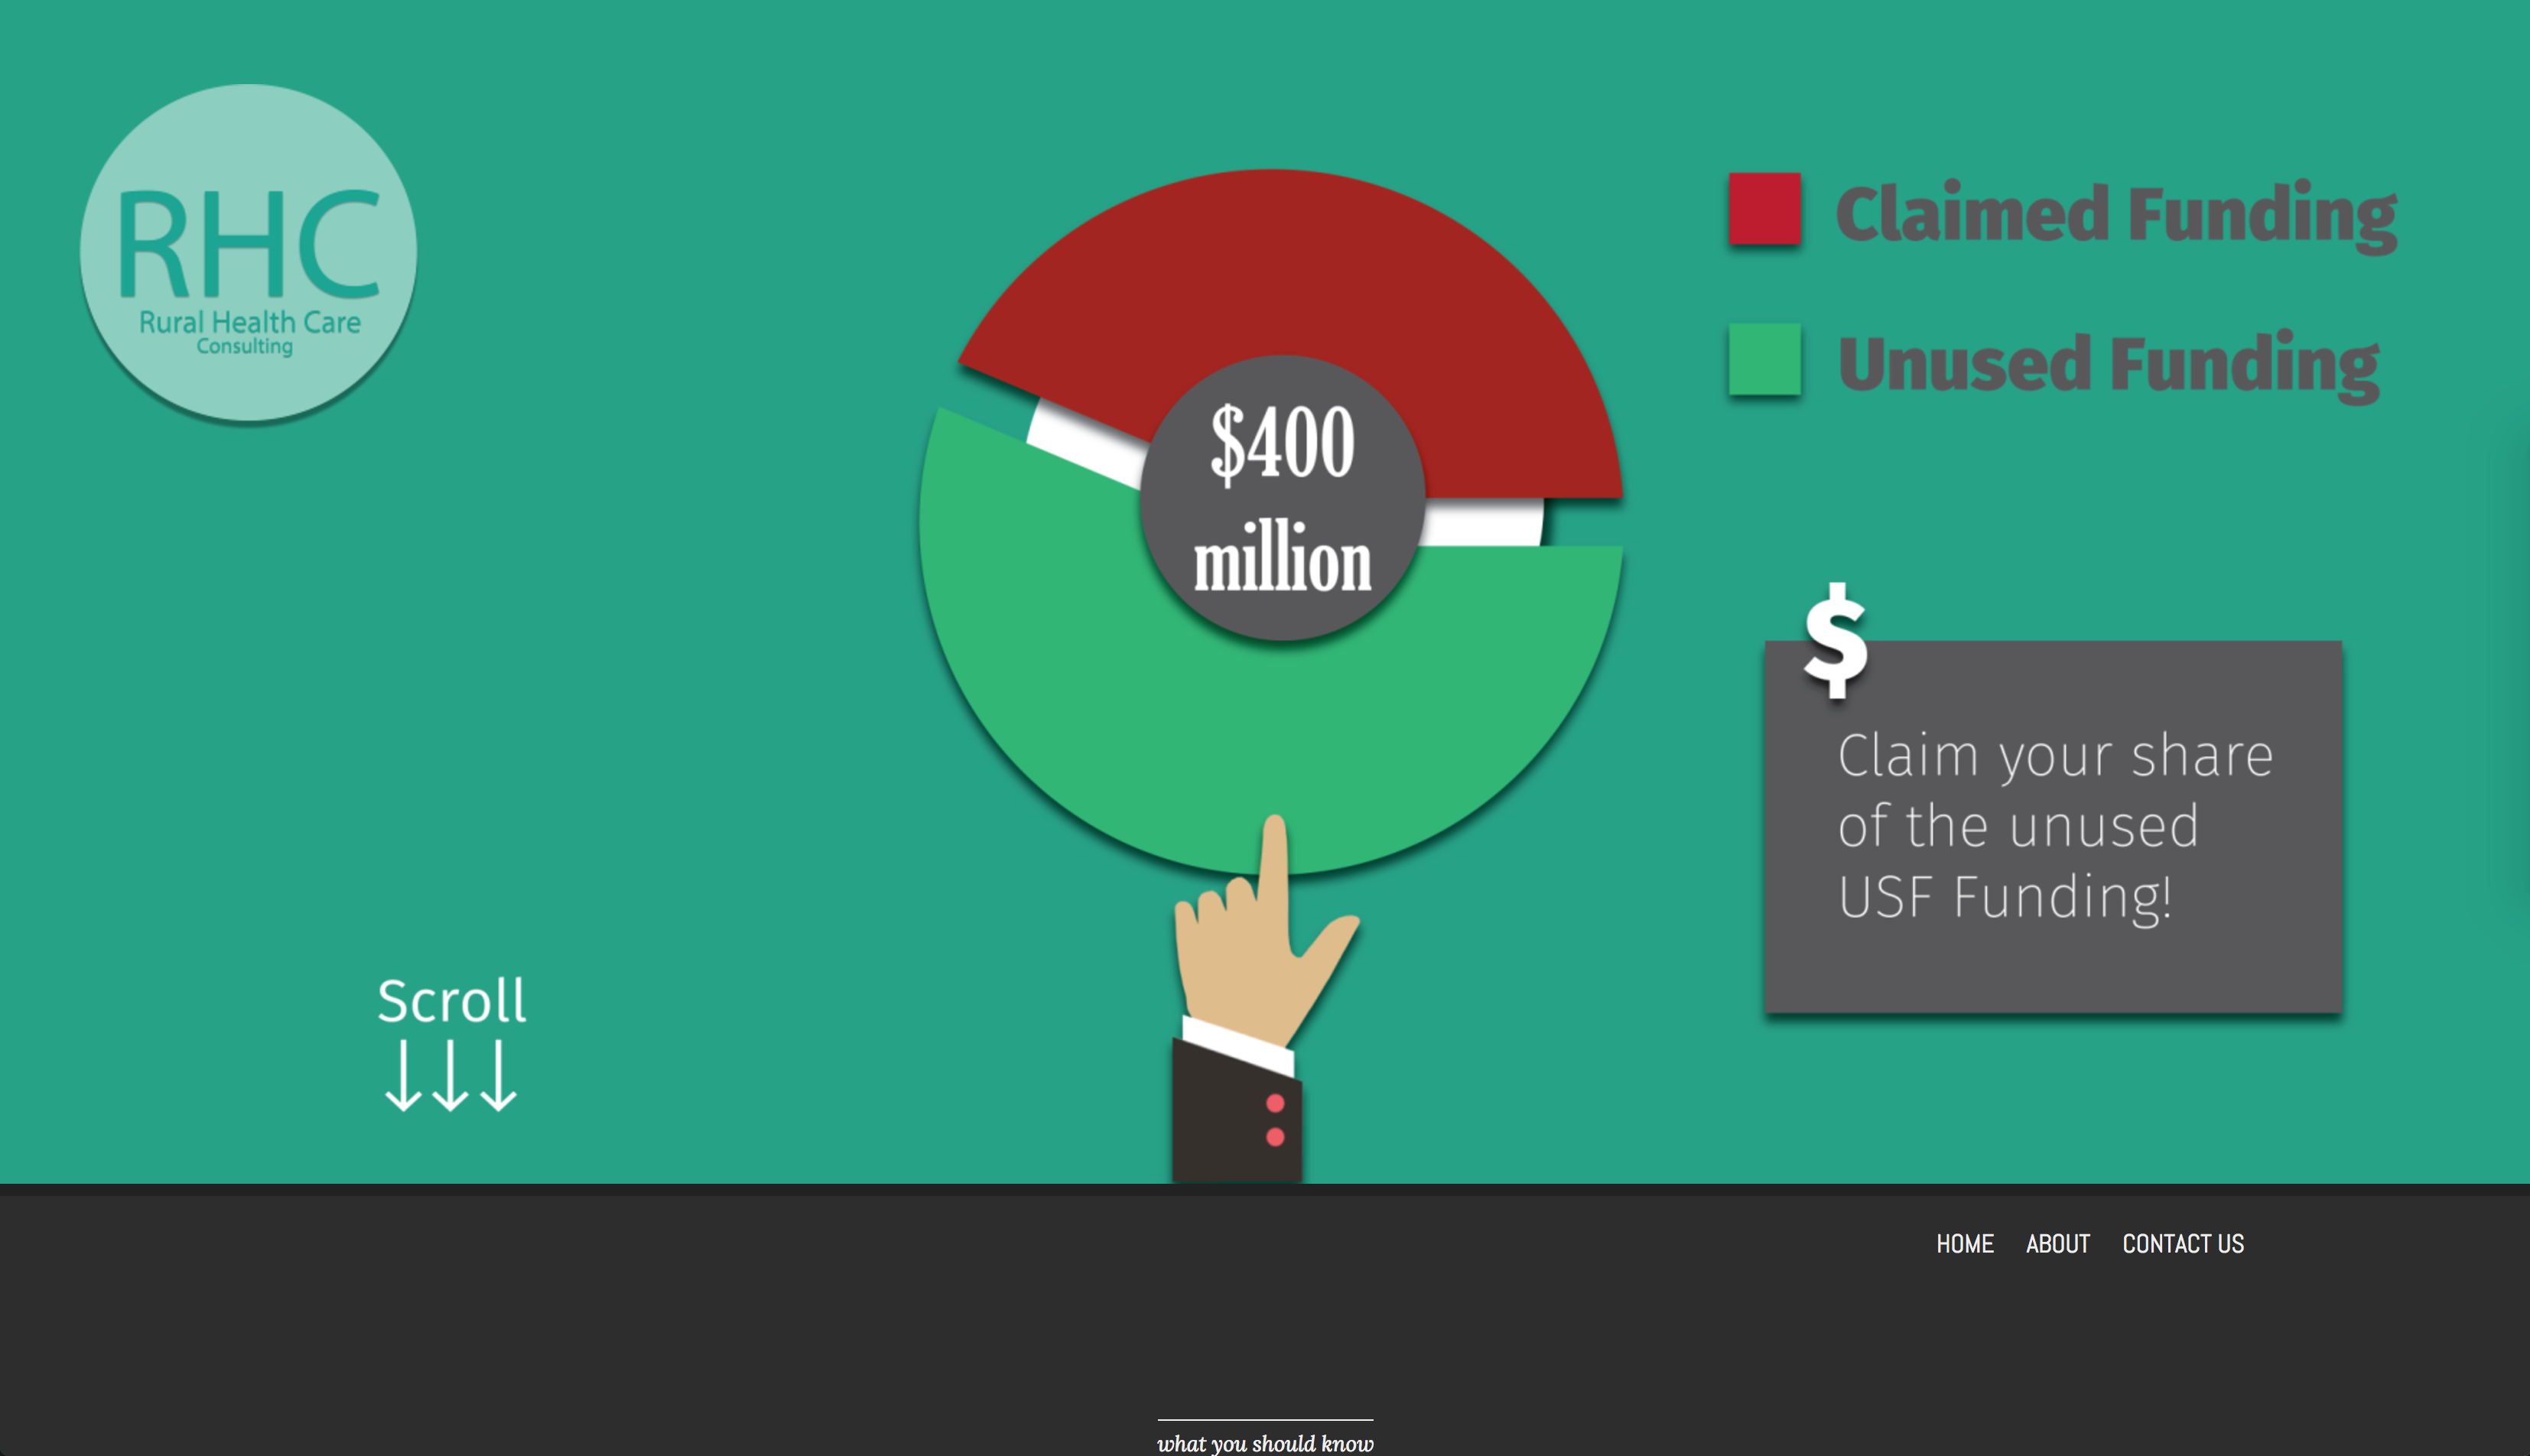 RHC
Rural Health Care
Consulting
$400
million
Claimed Funding
Unused Funding
$
Claim your share
of the unused
USF Funding!
Scroll
↓↓↓
HOME ABOUT CONTACT US
what you should know